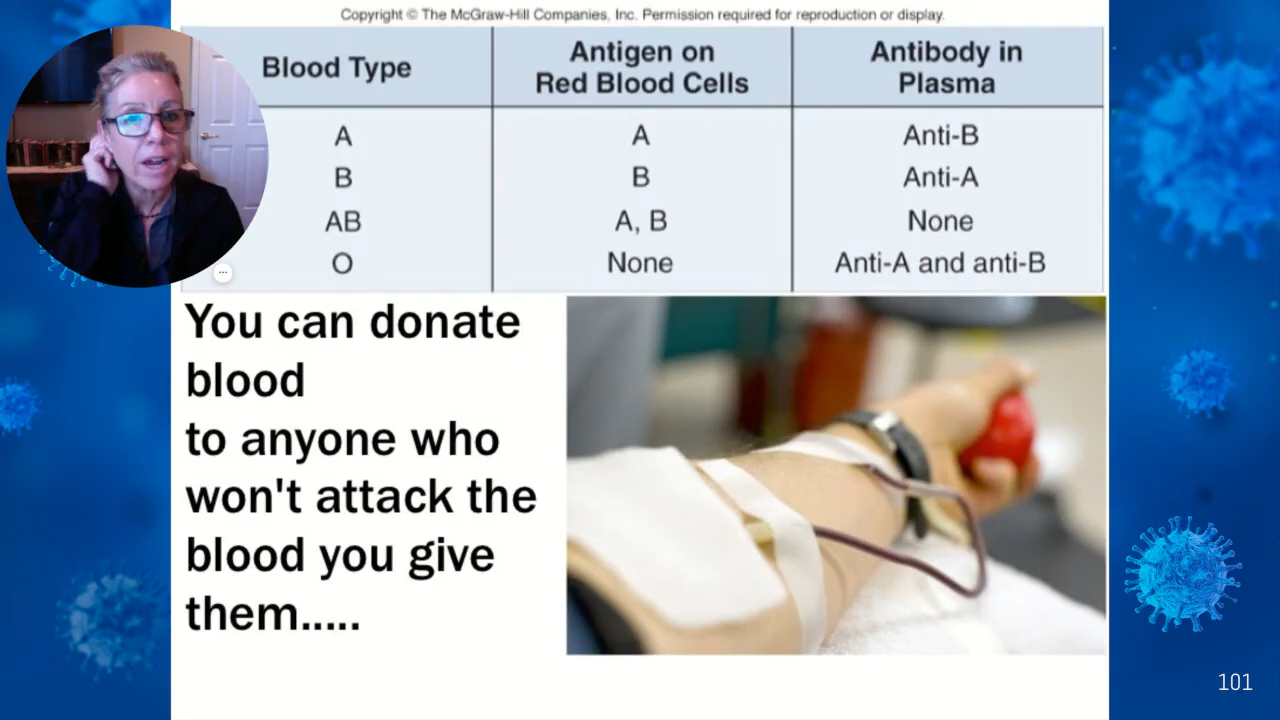 Copyright © The McGraw-Hill Companies, Inc. Permission required for reproduction or display.
Blood Type Antigen on Red Blood Cells Antibody in Plasma
A A Anti-B
B B Anti-A
AB A, B None
O None Anti-A and anti-B
You can donate
blood
to anyone who
won't attack the
blood you give
them.....
101